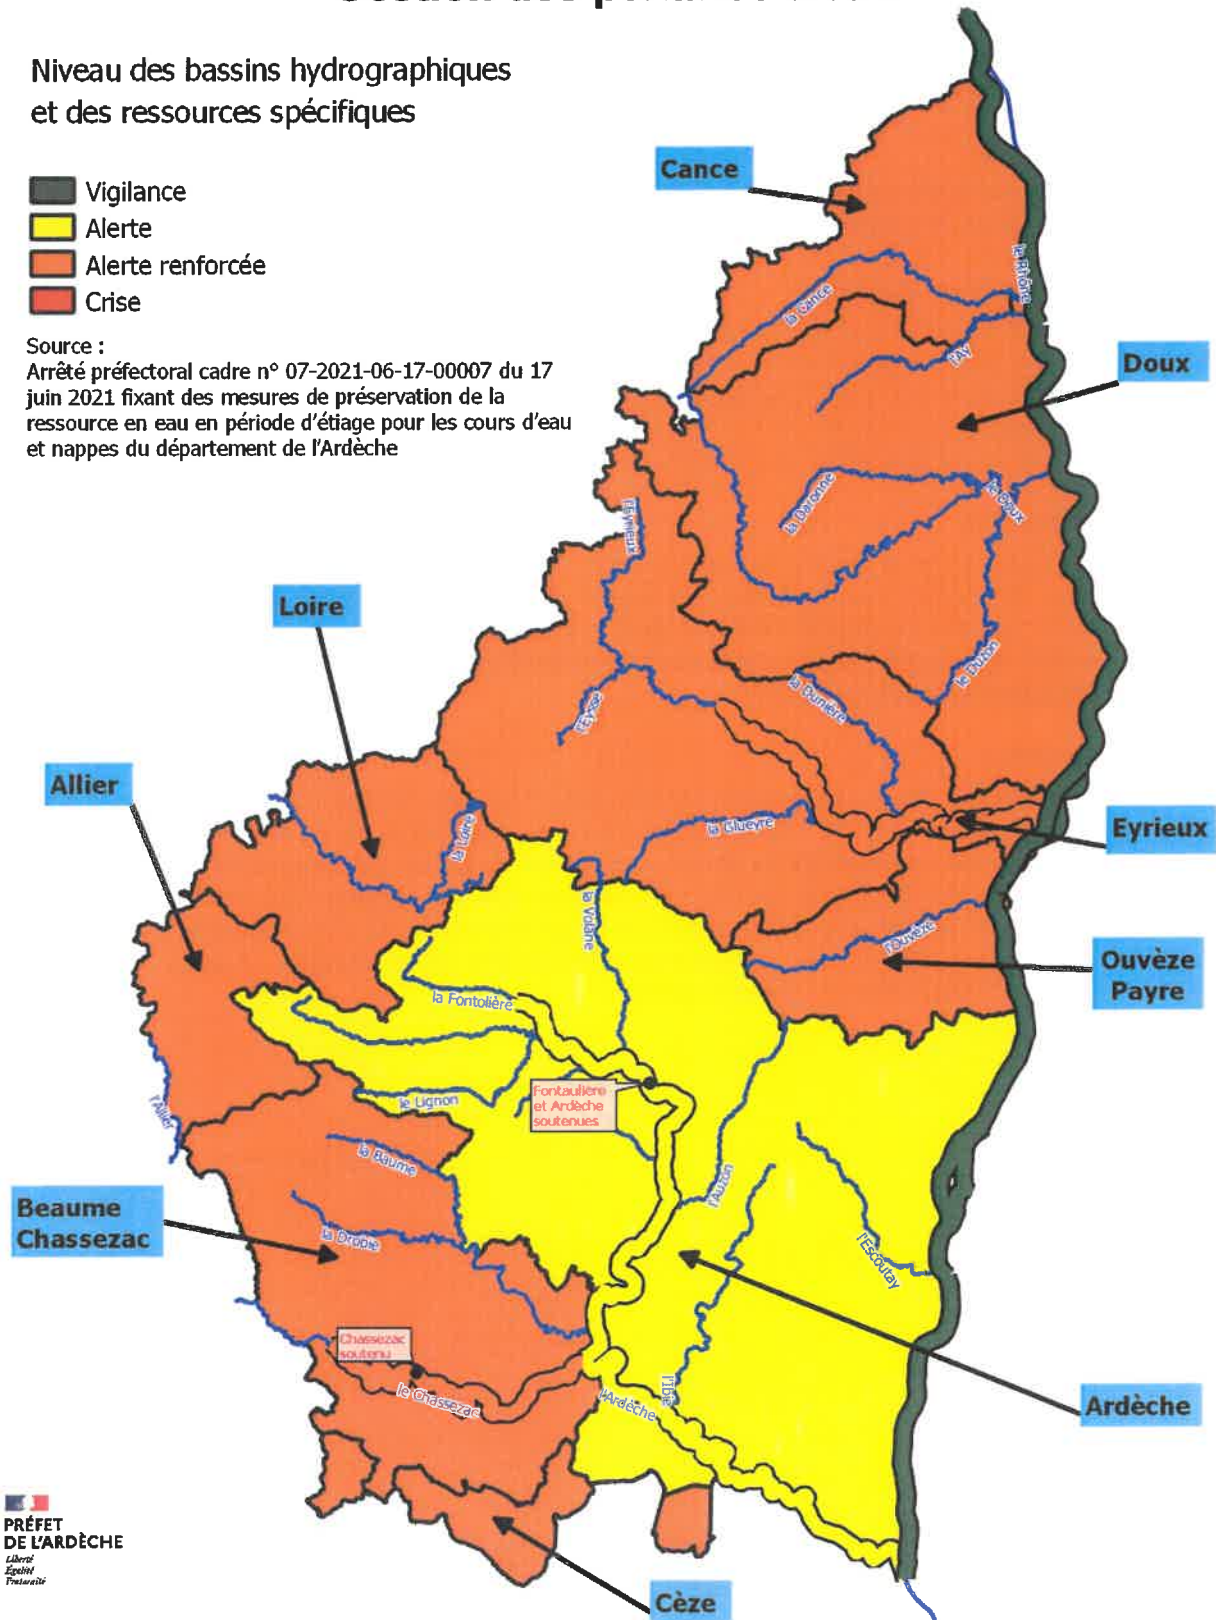 Niveau des bassins hydrographiques
et des ressources spécifiques
Vigilance
Alerte
Alerte renforcée
Crise
Source :
Arrêté préfectoral cadre n° 07-2021-06-17-00007 du 17
juin 2021 fixant des mesures de préservation de la
ressource en eau en période d'étiage pour les cours d'eau
et nappes du département de l'Ardèche
Cance
le Rhône
la Cance
l'Ay
Doux
la Daronne
le Doux
l'Eyrieux
Loire
le Duzon
la Dunière
l'Eysse
Allier
la Loire
la Glueyre
Eyrieux
la Volane
l'Ouvèze
Ouvèze
Payre
la Fontolière
Fontaulière
et Ardèche
soutenues
le Lignon
l'Allier
la Baume
l'Auzon
Beaume
Chassezac
la Drobie
l'Escoutay
Chassezac
soutenu
le Chassezac
l'Ardèche
l'Ibie
Ardèche
PRÉFET
DE L'ARDÈCHE
Liberté
Égalité
Fraternité
Cèze